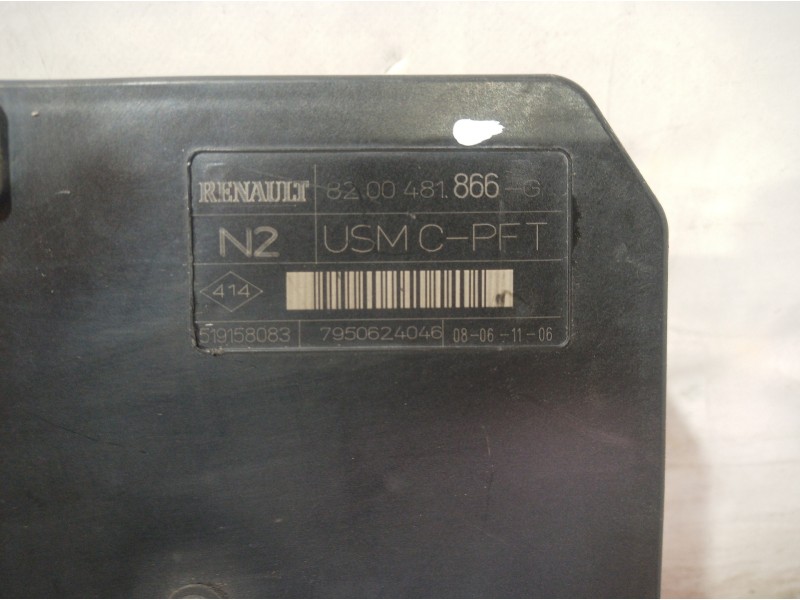 RENAULT 82.00 481.866-G
N2 USM C-PFT
414
519158083 7950624046 08-06-11-06